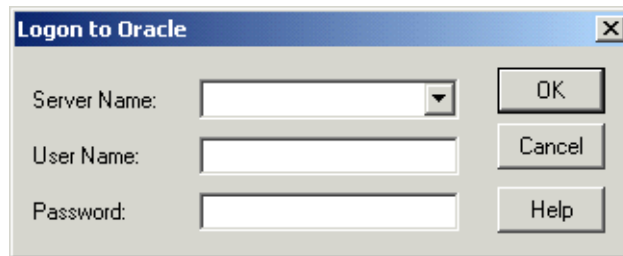 Logon to Oracle
Server Name:
OK
User Name:
Cancel
Password:
Help